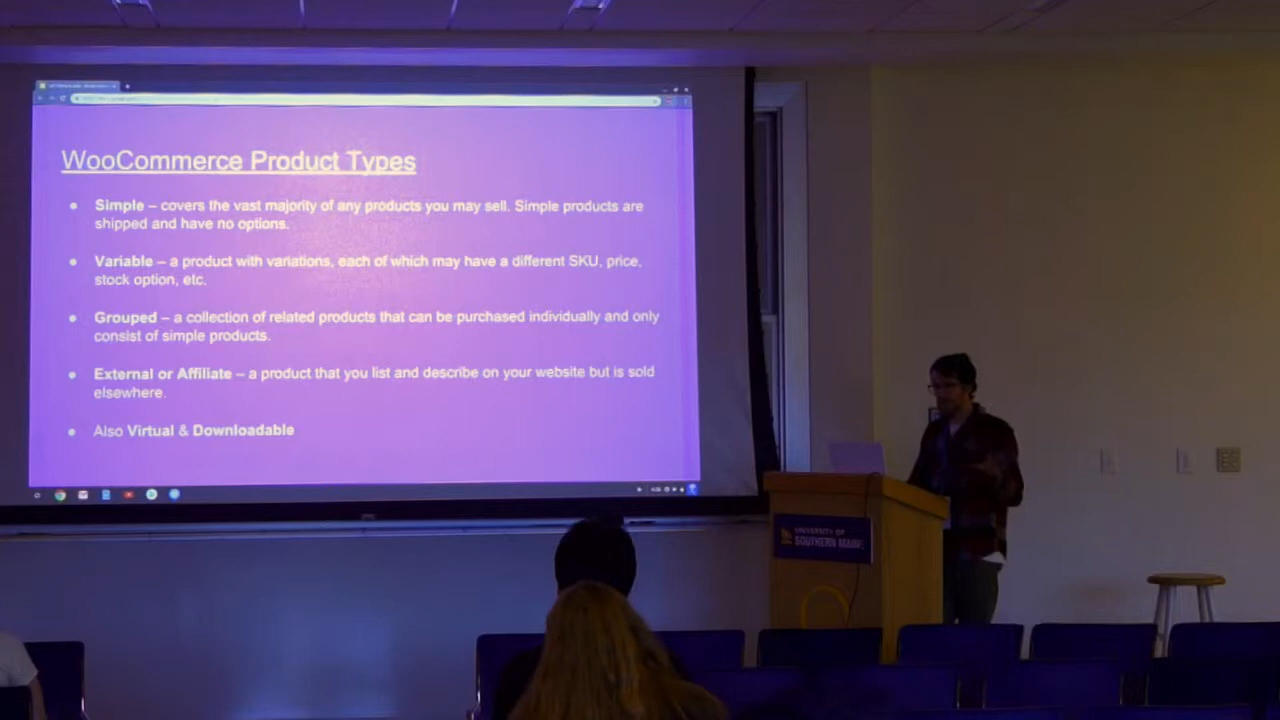 WooCommerce Product Types
Simple – covers the vast majority of any products you may sell. Simple products are
shipped and have no options.
Variable – a product with variations, each of which may have a different SKU, price,
stock option, etc.
Grouped – a collection of related products that can be purchased individually and only
consist of simple products.
External or Affiliate – a product that you list and describe on your website but is sold
elsewhere.
Also Virtual & Downloadable
UNIVERSITY OF
SOUTHERN MAINE